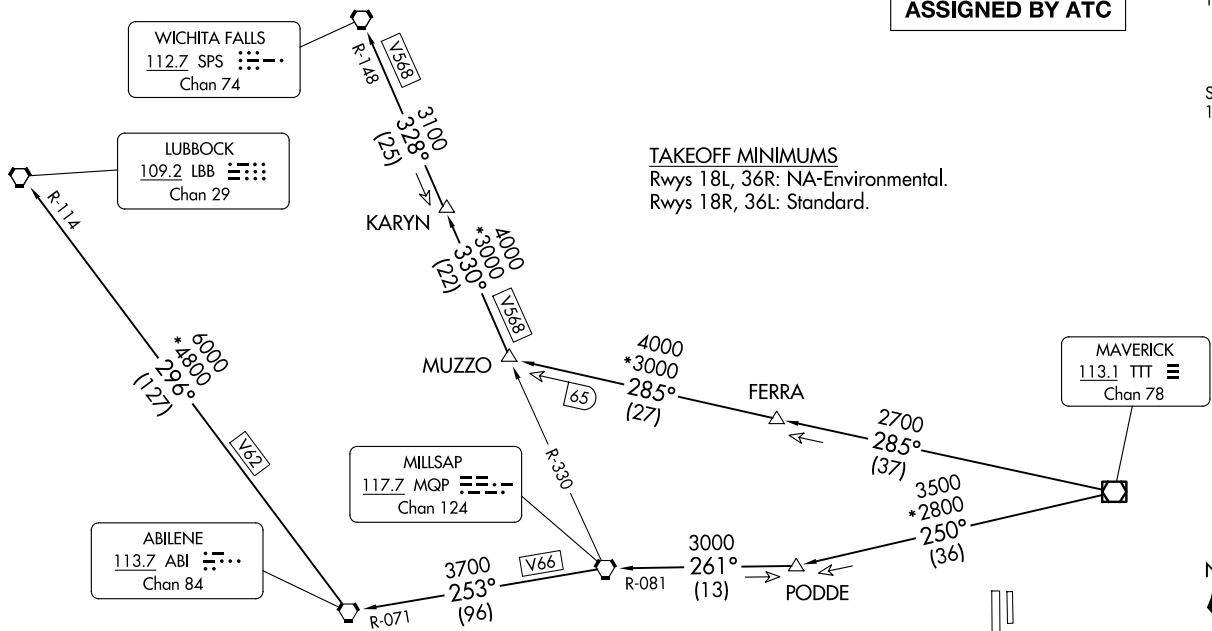 ASSIGNED BY ATC
WICHITA FALLS
112.7 SPS
Chan 74
R-148
V568
3100
328°
(25)
LUBBOCK
109.2 LBB
Chan 29
R-114
KARYN
TAKEOFF MINIMUMS
Rwys 18L, 36R: NA-Environmental.
Rwys 18R, 36L: Standard.
4000
*3000
330°
(22)
V568
MUZZO
6000
*4800
296°
(127)
V62
4000
*3000
285°
(27)
65
FERRA
MAVERICK
113.1 TTT
Chan 78
2700
285°
(37)
R-330
MILLSAP
117.7 MQP
Chan 124
3500
*2800
250°
(36)
ABILENE
113.7 ABI
Chan 84
3700
V66
253°
(96)
R-071
R-081
3000
261°
(13)
PODDE
S
1
N